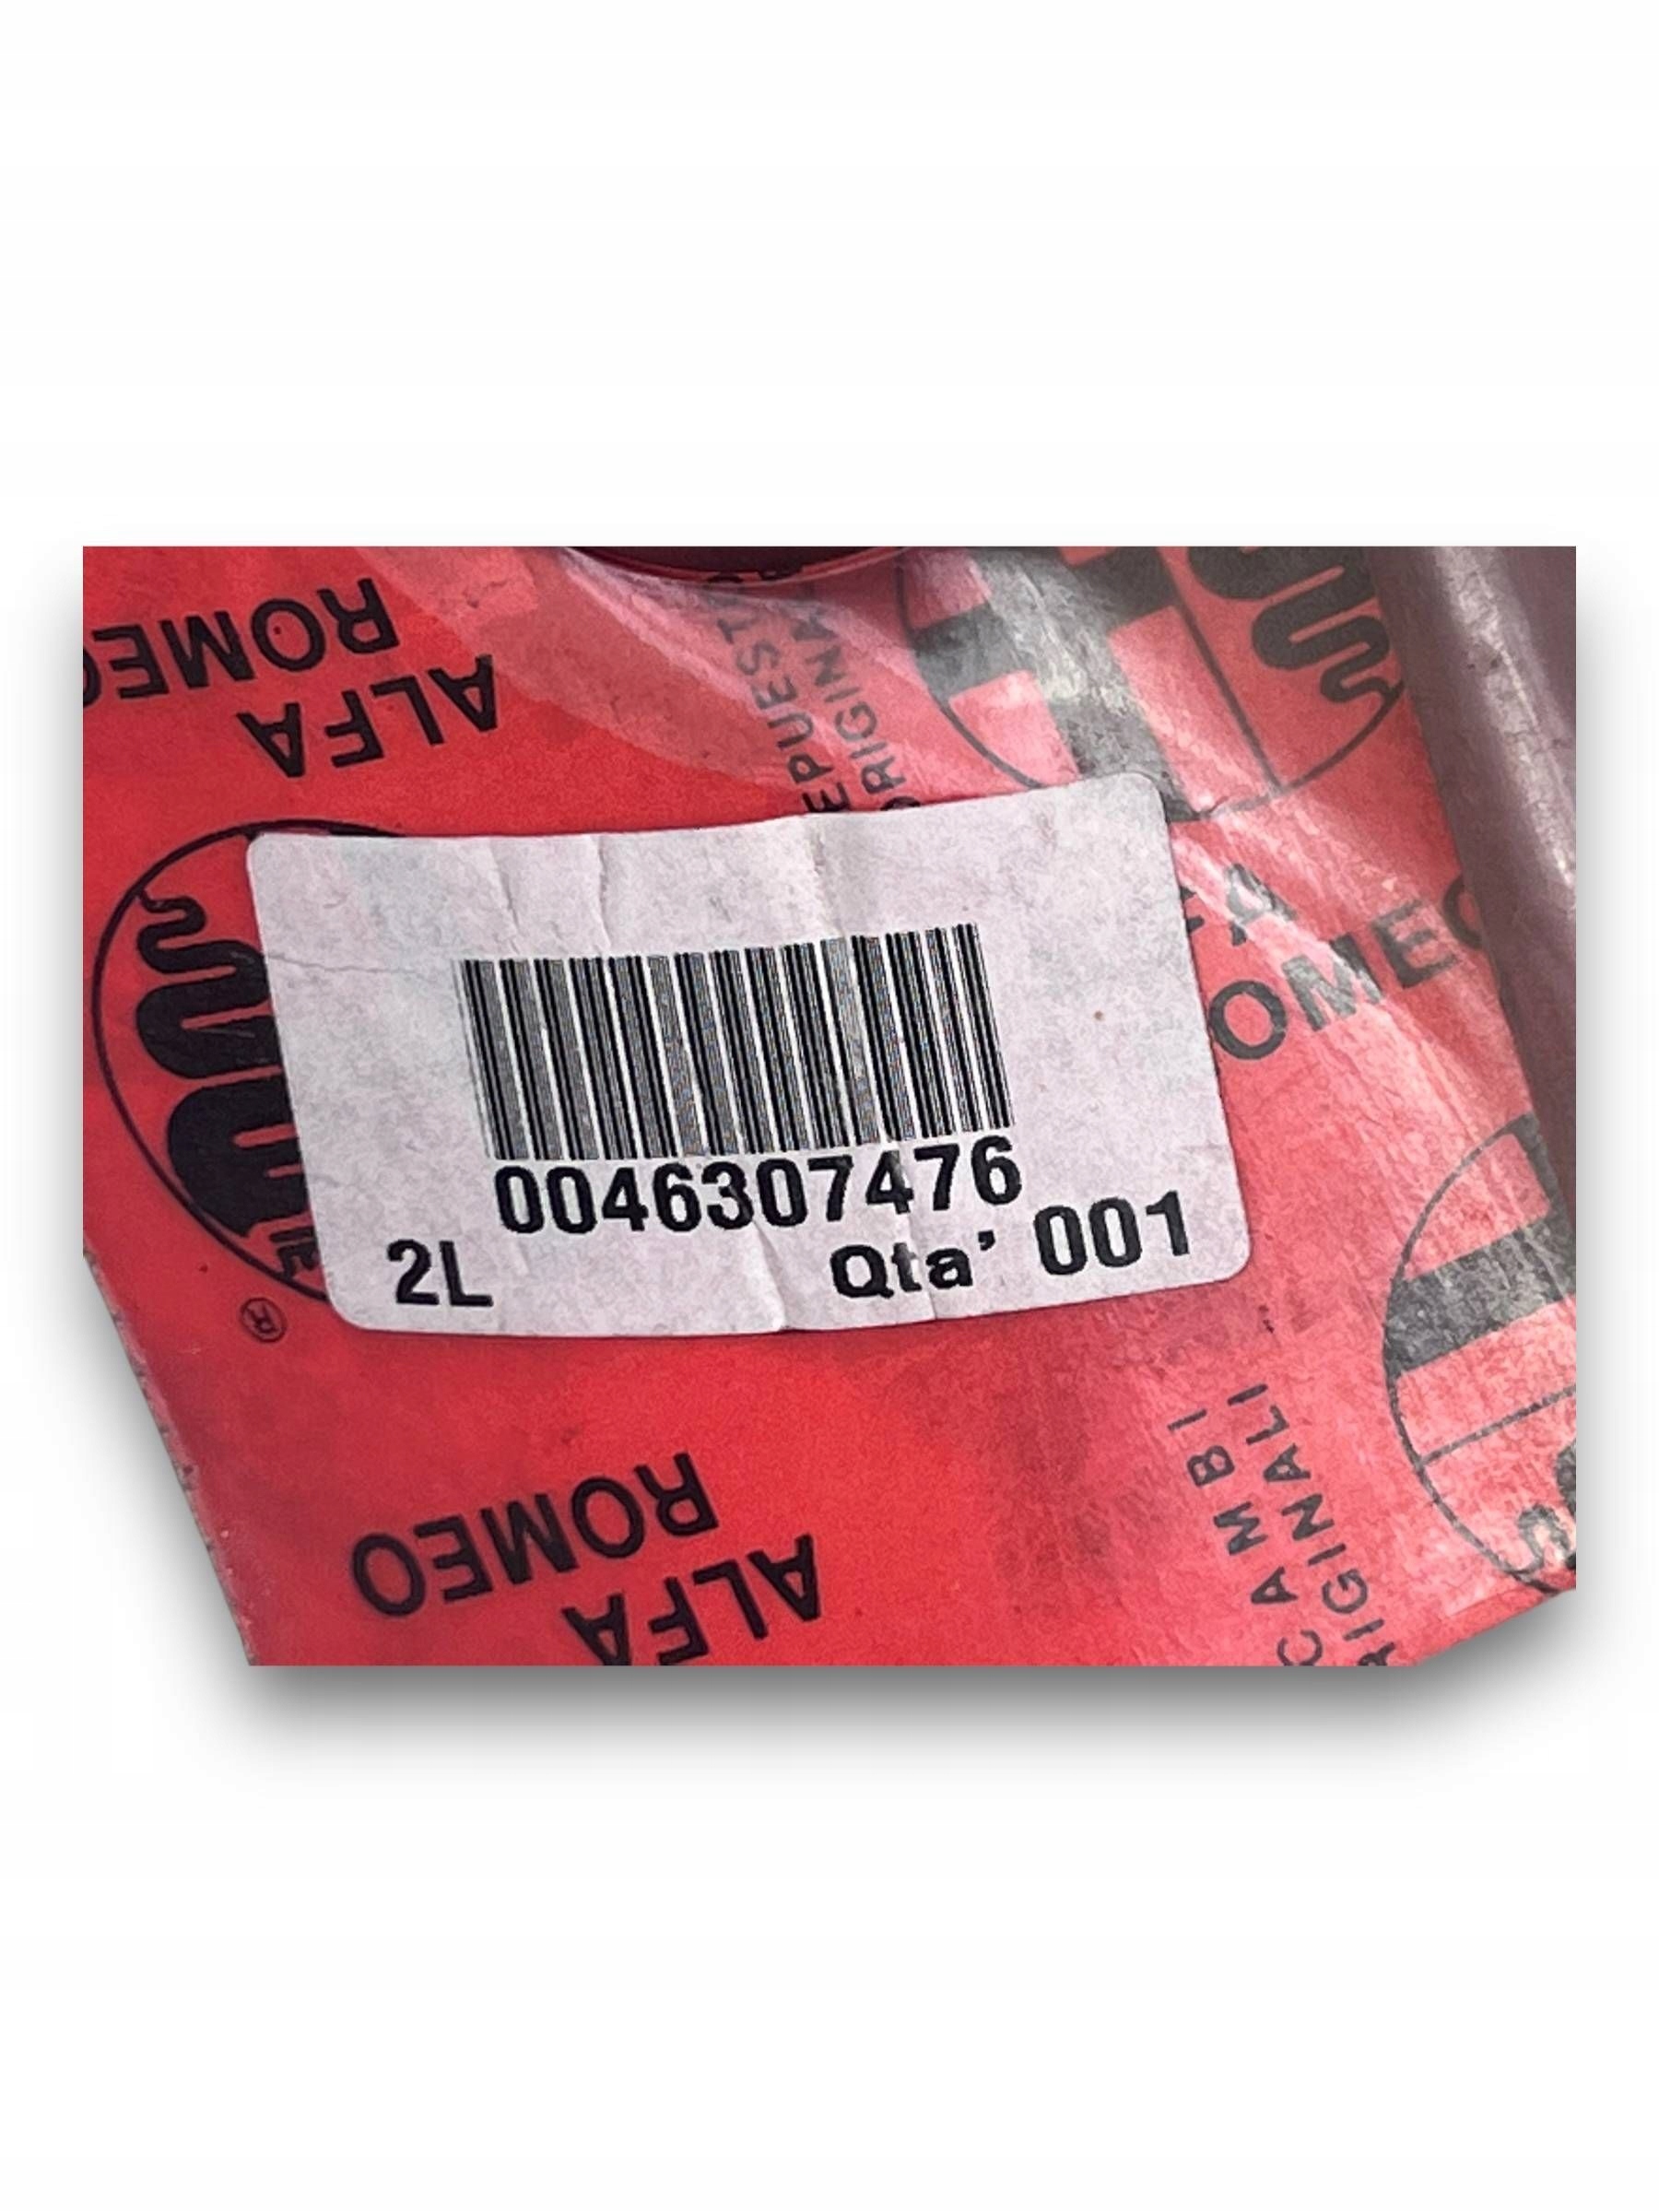 ALFA
ROMEO
ALFA
ROMEO
0046307476
2L Qta' 001
®
ALFA
ROMEO